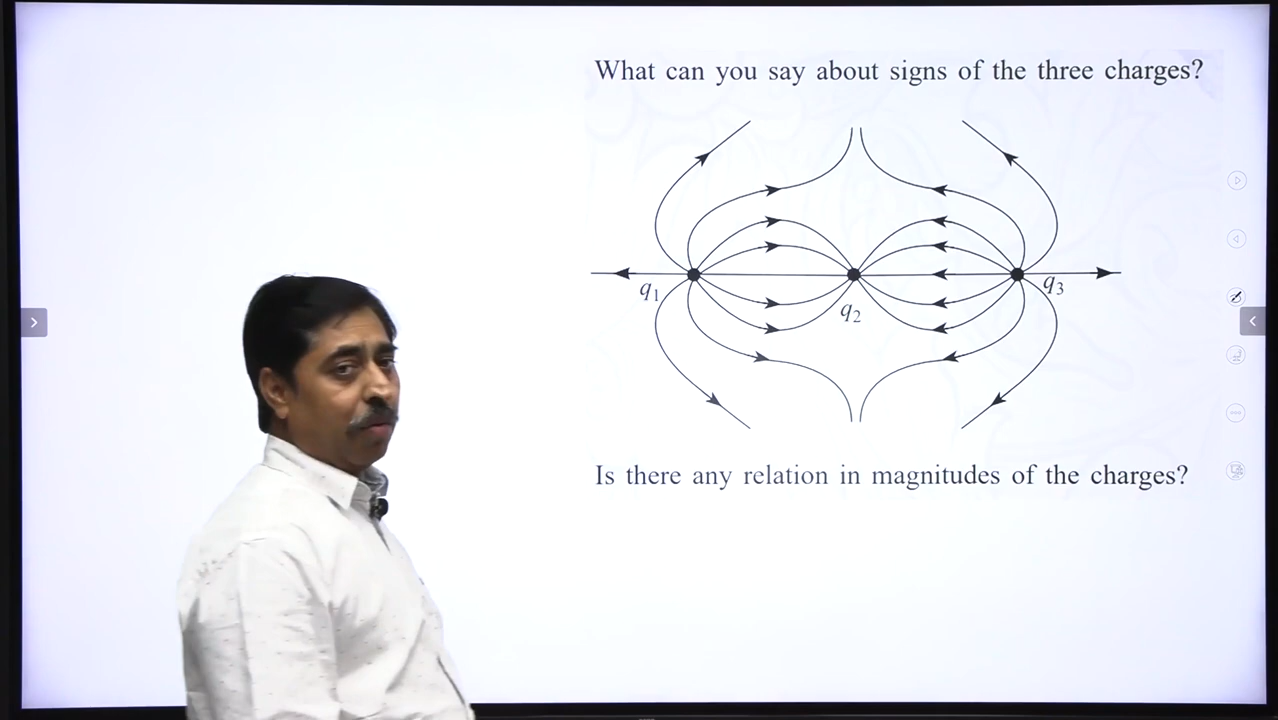 What can you say about signs of the three charges?
q₁
q₂
q₃
Is there any relation in magnitudes of the charges?